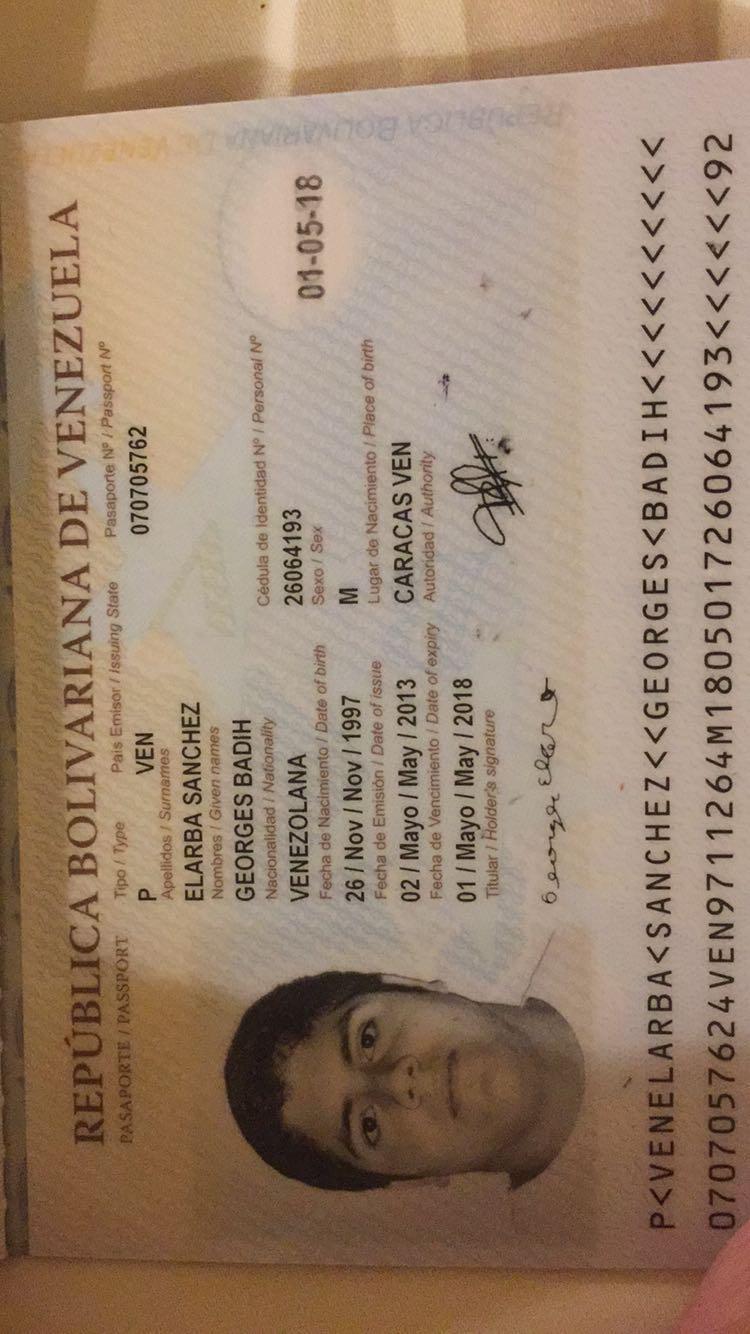 REPÚBLICA BOLIVARIANA DE VENEZUELA
PASAPORTE / PASSPORT
Tipo / Type País Emisor / Issuing State Pasaporte Nº / Passport Nº
P VEN 070705762
Apellidos / Surnames
ELARBA SANCHEZ
Nombres / Given names
GEORGES BADIH
Nacionalidad / Nationality Cédula de Identidad Nº / Personal Nº
VENEZOLANA 26064193
Fecha de Nacimiento / Date of birth Sexo / Sex
26 / Nov / Nov / 1997 M
Fecha de Emisión / Date of issue Lugar de Nacimiento / Place of birth
02 / Mayo / May / 2013 CARACAS VEN
Fecha de Vencimiento / Date of expiry Autoridad / Authority
01 / Mayo / May / 2018
Titular / Holder's signature
Georges Elarba
01-05-18
REPÚBLICA BOLIVARIANA DE VENEZUELA
P<VENELARBA<SANCHEZ<<GEORGES<BADIH<<<<<<<<<<
0707057624VEN9711264M180501726064193<<<<<<92